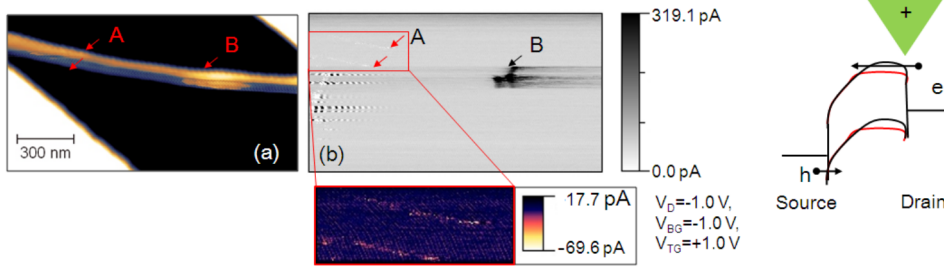 A
B
300 nm
(a)
A
B
(b)
319.1 pA
0.0 pA
17.7 pA
-69.6 pA
V_D=-1.0 V,
V_BG=-1.0 V,
V_TG=+1.0 V
+
e
h
Source
Drain